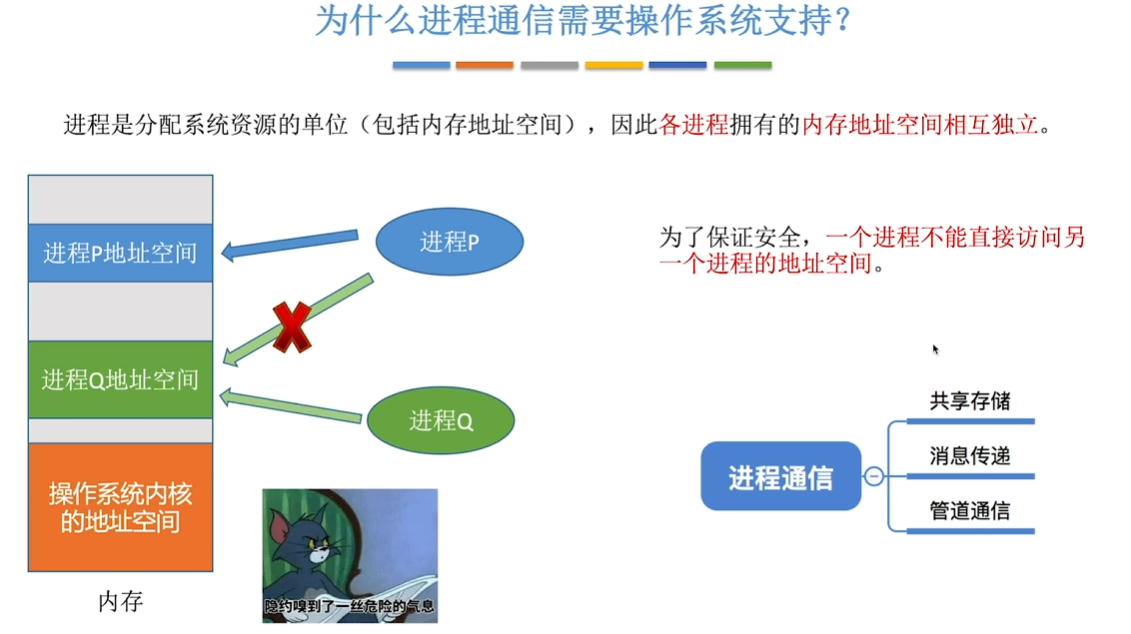 为什么进程通信需要操作系统支持？
进程是分配系统资源的单位（包括内存地址空间），因此各进程拥有的内存地址空间相互独立。
进程P地址空间
进程Q地址空间
操作系统内核
的地址空间
内存
进程P
进程Q
隐约嗅到了一丝危险的气息
为了保证安全，一个进程不能直接访问另
一个进程的地址空间。
进程通信
共享存储
消息传递
管道通信